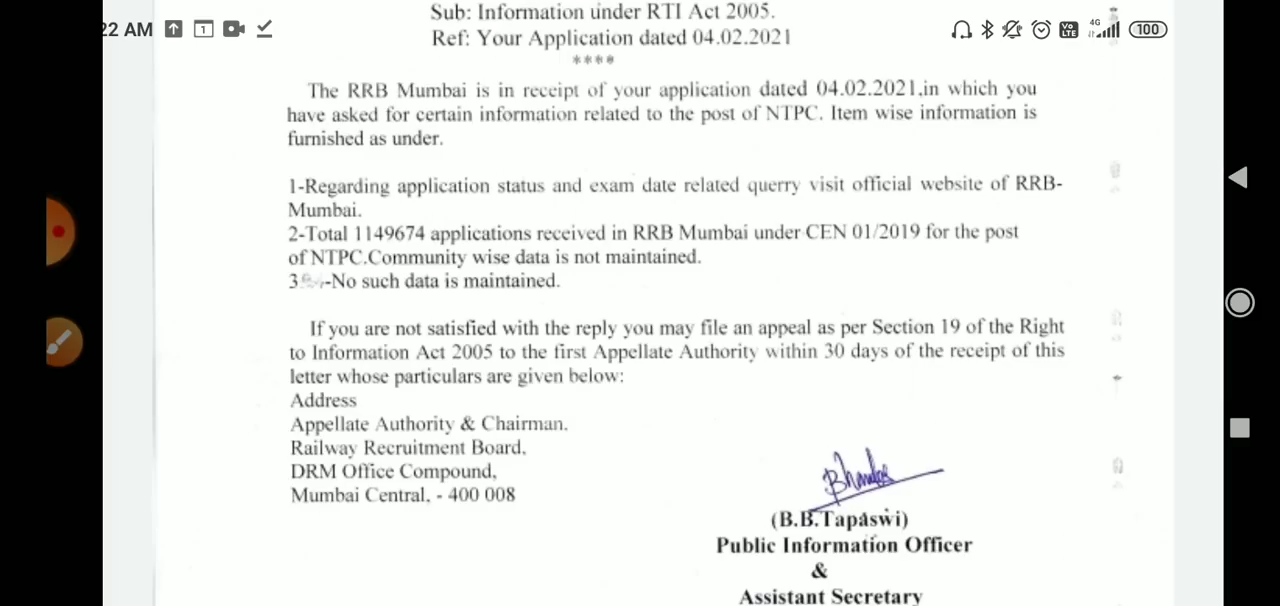 22 AM
1
4G
VO LTE
100
Sub: Information under RTI Act 2005.
Ref: Your Application dated 04.02.2021
****
The RRB Mumbai is in receipt of your application dated 04.02.2021,in which you
have asked for certain information related to the post of NTPC. Item wise information is
furnished as under.
1-Regarding application status and exam date related querry visit official website of RRB-
Mumbai.
2-Total 1149674 applications received in RRB Mumbai under CEN 01/2019 for the post
of NTPC.Community wise data is not maintained.
3 -No such data is maintained.
If you are not satisfied with the reply you may file an appeal as per Section 19 of the Right
to Information Act 2005 to the first Appellate Authority within 30 days of the receipt of this
letter whose particulars are given below:
Address
Appellate Authority & Chairman.
Railway Recruitment Board,
DRM Office Compound,
Mumbai Central, - 400 008
(B.B.Tapaswi)
Public Information Officer
&
Assistant Secretary